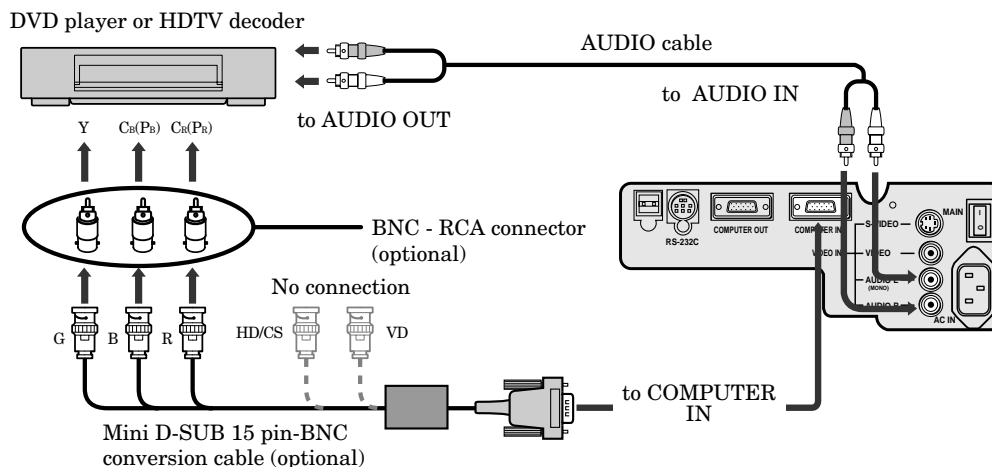 DVD player or HDTV decoder
AUDIO cable
to AUDIO IN
to AUDIO OUT
Y
CB(PB)
CR(PR)
BNC - RCA connector
(optional)
No connection
G
B
R
HD/CS
VD
to COMPUTER
IN
Mini D-SUB 15 pin-BNC
conversion cable (optional)
RS-232C
COMPUTER OUT
COMPUTER IN
S-VIDEO
MAIN
VIDEO IN
VIDEO
AUDIO L
(MONO)
AUDIO R
AC IN